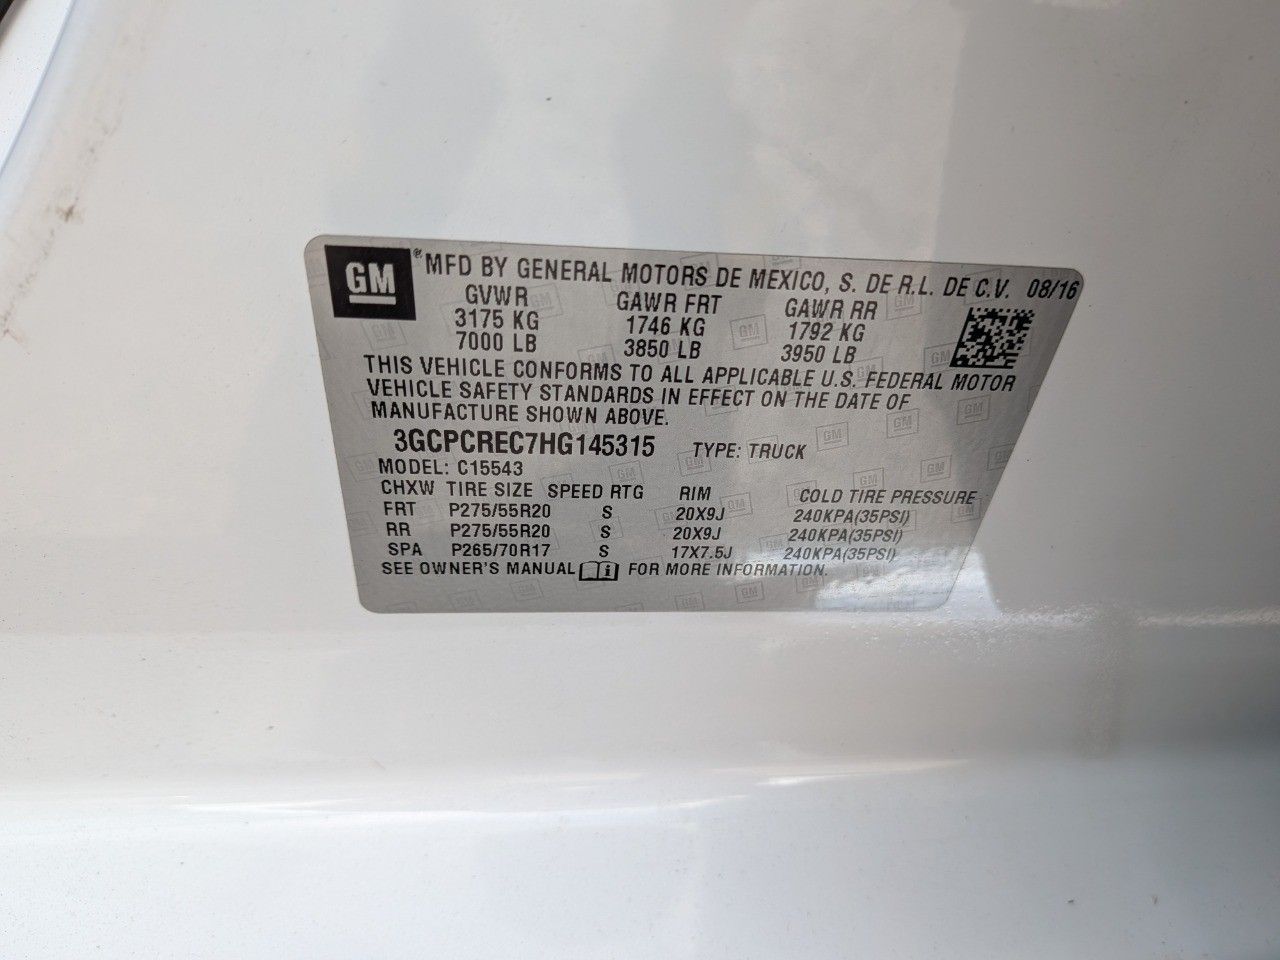 GM ® MFD BY GENERAL MOTORS DE MEXICO, S. DE R.L. DE C.V. 08/16
GVWR GAWR FRT GAWR RR
3175 KG 1746 KG 1792 KG
7000 LB 3850 LB 3950 LB
THIS VEHICLE CONFORMS TO ALL APPLICABLE U.S. FEDERAL MOTOR
VEHICLE SAFETY STANDARDS IN EFFECT ON THE DATE OF
MANUFACTURE SHOWN ABOVE.
3GCPCREC7HG145315 TYPE: TRUCK
MODEL: C15543
CHXW TIRE SIZE SPEED RTG RIM COLD TIRE PRESSURE
FRT P275/55R20 S 20X9J 240KPA(35PSI)
RR P275/55R20 S 20X9J 240KPA(35PSI)
SPA P265/70R17 S 17X7.5J 240KPA(35PSI)
SEE OWNER'S MANUAL i FOR MORE INFORMATION.